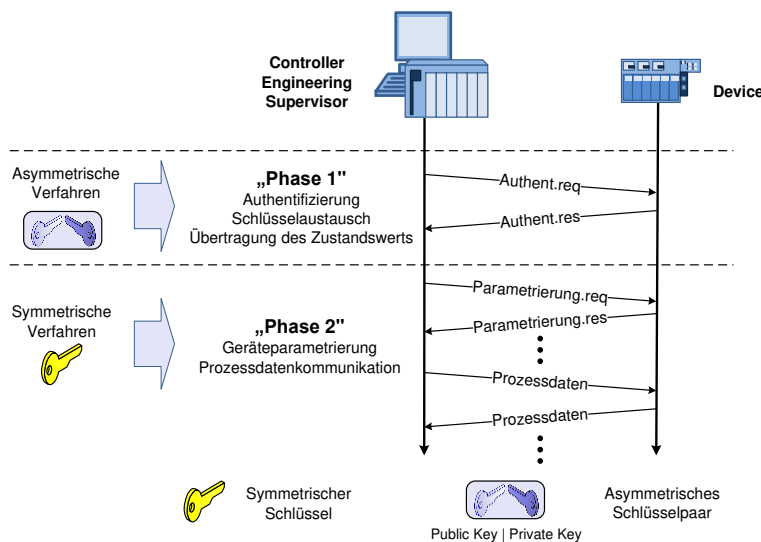 Controller
Engineering
Supervisor
Device
Asymmetrische
Verfahren
„Phase 1"
Authentifizierung
Schlüsselaustausch
Übertragung des Zustandswerts
Authent.req
Authent.res
Symmetrische
Verfahren
„Phase 2"
Geräteparametrierung
Prozessdatenkommunikation
Parametrierung.req
Parametrierung.res
Prozessdaten
Prozessdaten
Symmetrischer
Schlüssel
Public Key | Private Key
Asymmetrisches
Schlüsselpaar